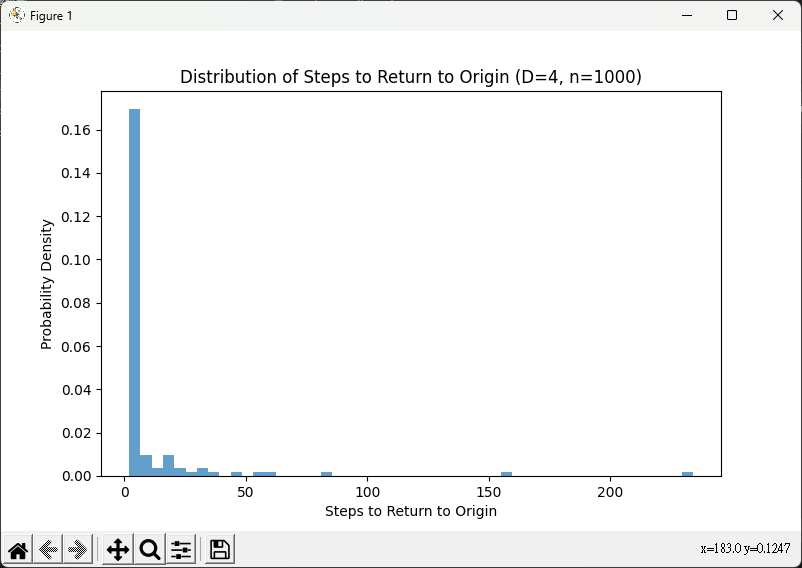 Figure 1
Distribution of Steps to Return to Origin (D=4, n=1000)
0.16
0.14
0.12
0.10
0.08
0.06
0.04
0.02
0.00
Probability Density
0 50 100 150 200
Steps to Return to Origin
x=183.0 y=0.1247